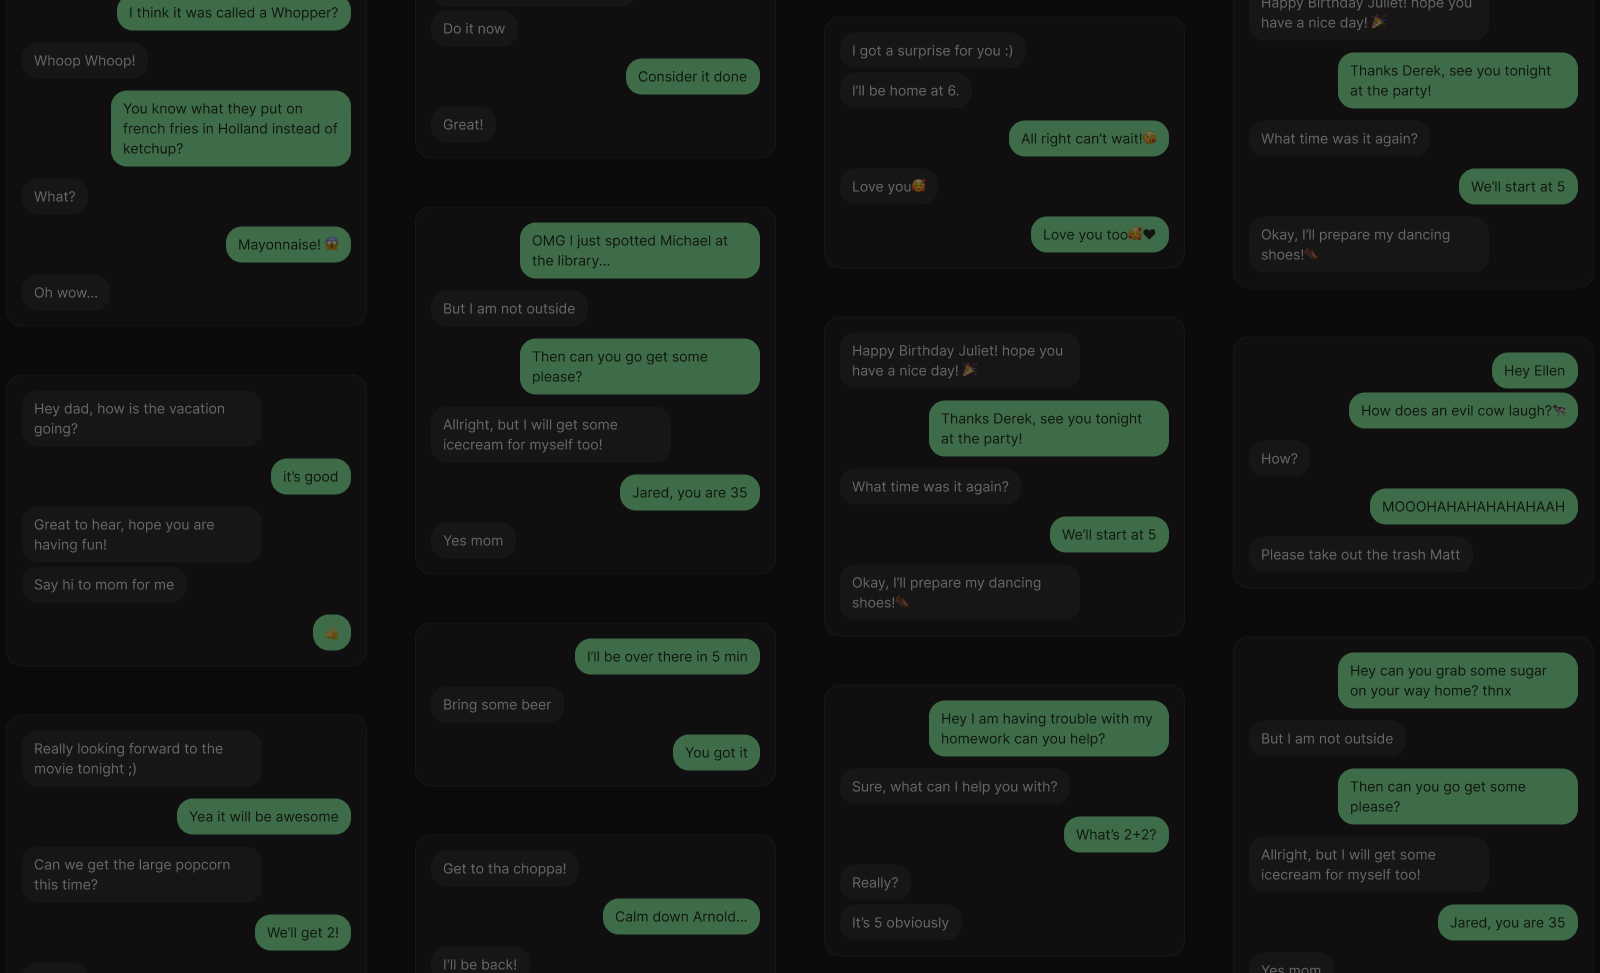 I think it was called a Whopper?
Whoop Whoop!
You know what they put on
french fries in Holland instead of
ketchup?
What?
Mayonnaise! 😱
Oh wow...
Hey dad, how is the vacation
going?
it's good
Great to hear, hope you are
having fun!
Say hi to mom for me
👍
Really looking forward to the
movie tonight ;)
Yea it will be awesome
Can we get the large popcorn
this time?
We'll get 2!
Do it now
Consider it done
Great!
OMG I just spotted Michael at
the library...
But I am not outside
Then can you go get some
please?
Allright, but I will get some
icecream for myself too!
Jared, you are 35
Yes mom
I'll be over there in 5 min
Bring some beer
You got it
Get to tha choppa!
Calm down Arnold...
I'll be back!
I got a surprise for you :)
I'll be home at 6.
All right can't wait!😘
Love you🥰
Love you too🥰🖤
Happy Birthday Juliet! hope you
have a nice day! 🎉
Thanks Derek, see you tonight
at the party!
What time was it again?
We'll start at 5
Okay, I'll prepare my dancing
shoes!👠
Hey I am having trouble with my
homework can you help?
Sure, what can I help you with?
What's 2+2?
Really?
It's 5 obviously
Happy Birthday Juliet! hope you
have a nice day! 🎉
Thanks Derek, see you tonight
at the party!
What time was it again?
We'll start at 5
Okay, I'll prepare my dancing
shoes!👠
Hey Ellen
How does an evil cow laugh?🐄
How?
MOOOHAHAHAHAHAHAAH
Please take out the trash Matt
Hey can you grab some sugar
on your way home? thnx
But I am not outside
Then can you go get some
please?
Allright, but I will get some
icecream for myself too!
Jared, you are 35
Yes mom